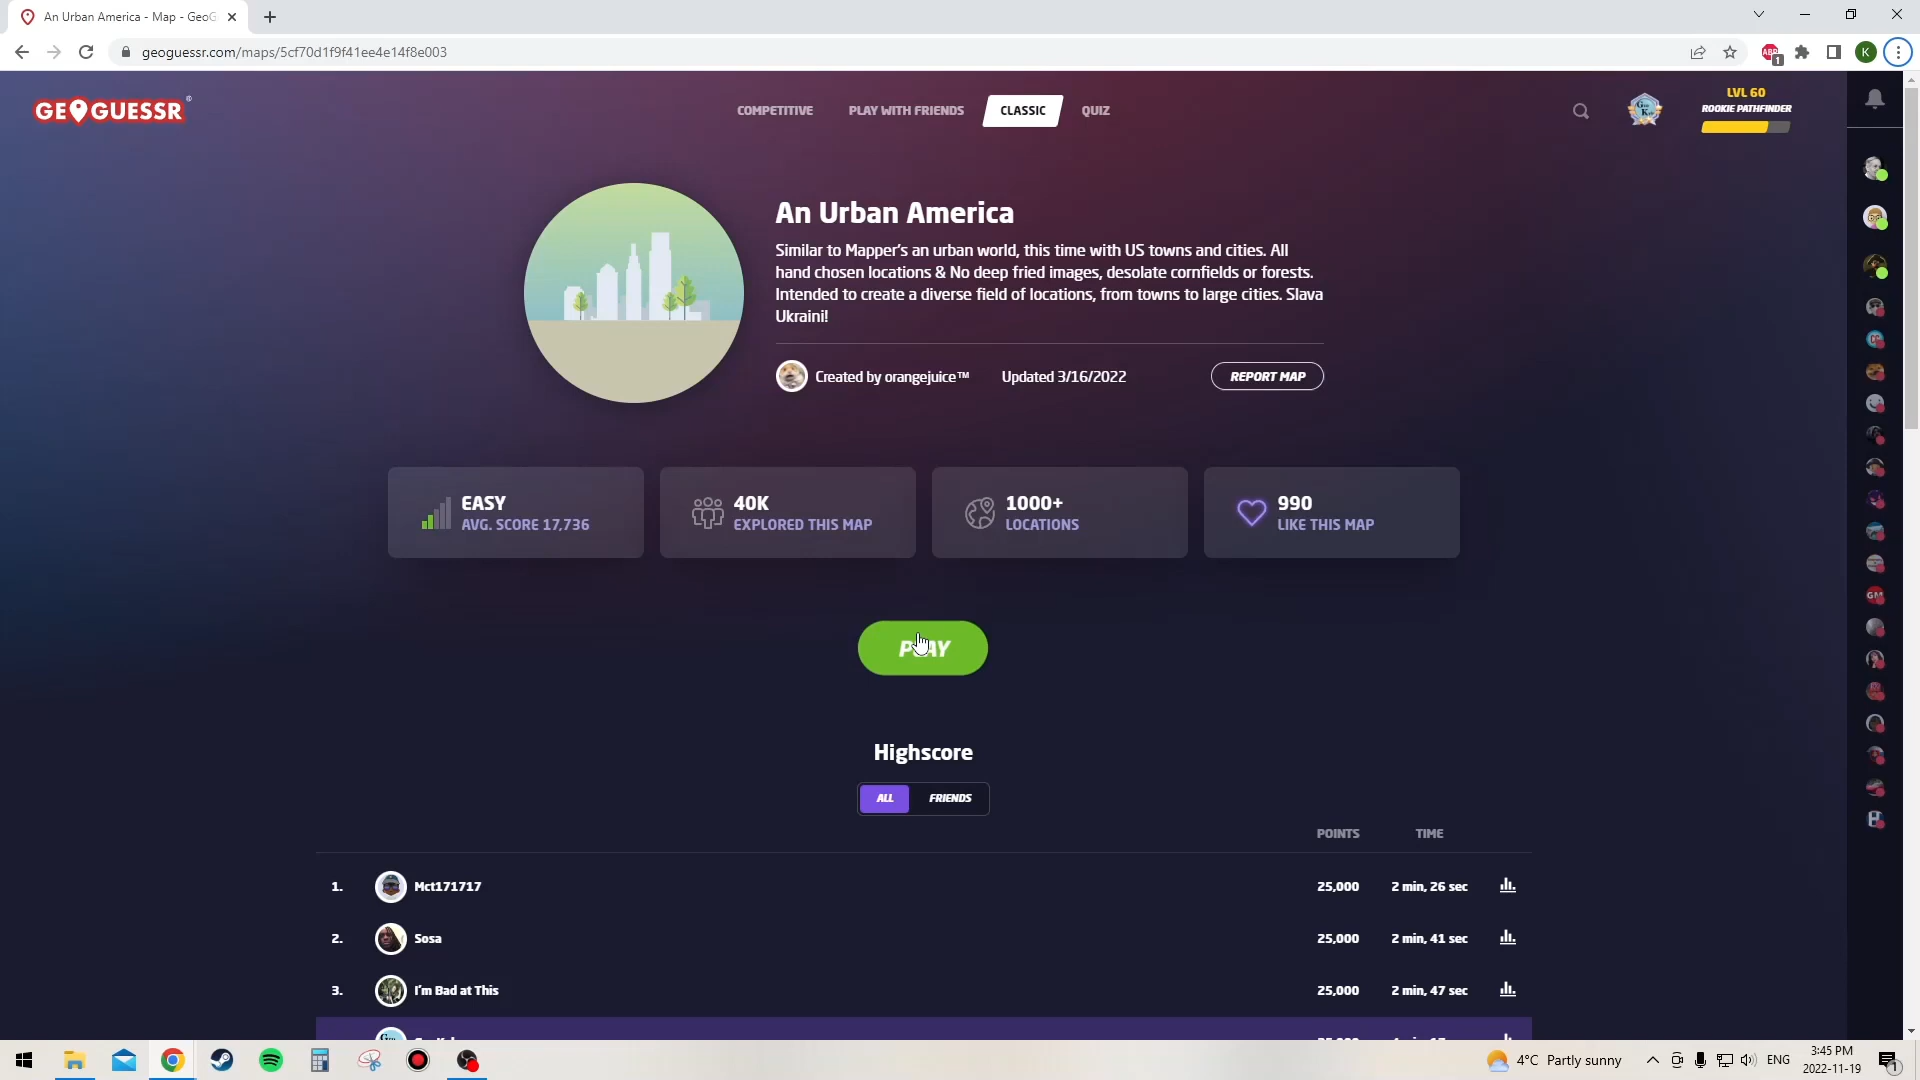 An Urban America - Map - GeoG
geoguessr.com/maps/5cf70d1f9f41ee4e14f8e003
ABP
1
K
GEOGUESSR
COMPETITIVE
PLAY WITH FRIENDS
CLASSIC
QUIZ
LVL 60
ROOKIE PATHFINDER
An Urban America
Similar to Mapper's an urban world, this time with US towns and cities. All
hand chosen locations & No deep fried images, desolate cornfields or forests.
Intended to create a diverse field of locations, from towns to large cities. Slava
Ukraini!
Created by orangejuice™
Updated 3/16/2022
REPORT MAP
EASY
AVG. SCORE 17,736
40K
EXPLORED THIS MAP
1000+
LOCATIONS
990
LIKE THIS MAP
PLAY
GM
Highscore
ALL
FRIENDS
POINTS
TIME
1.
Mct171717
25,000
2 min, 26 sec
2.
Sosa
25,000
2 min, 41 sec
3.
I'm Bad at This
25,000
2 min, 47 sec
4°C Partly sunny
ENG
3:45 PM
2022-11-19
1